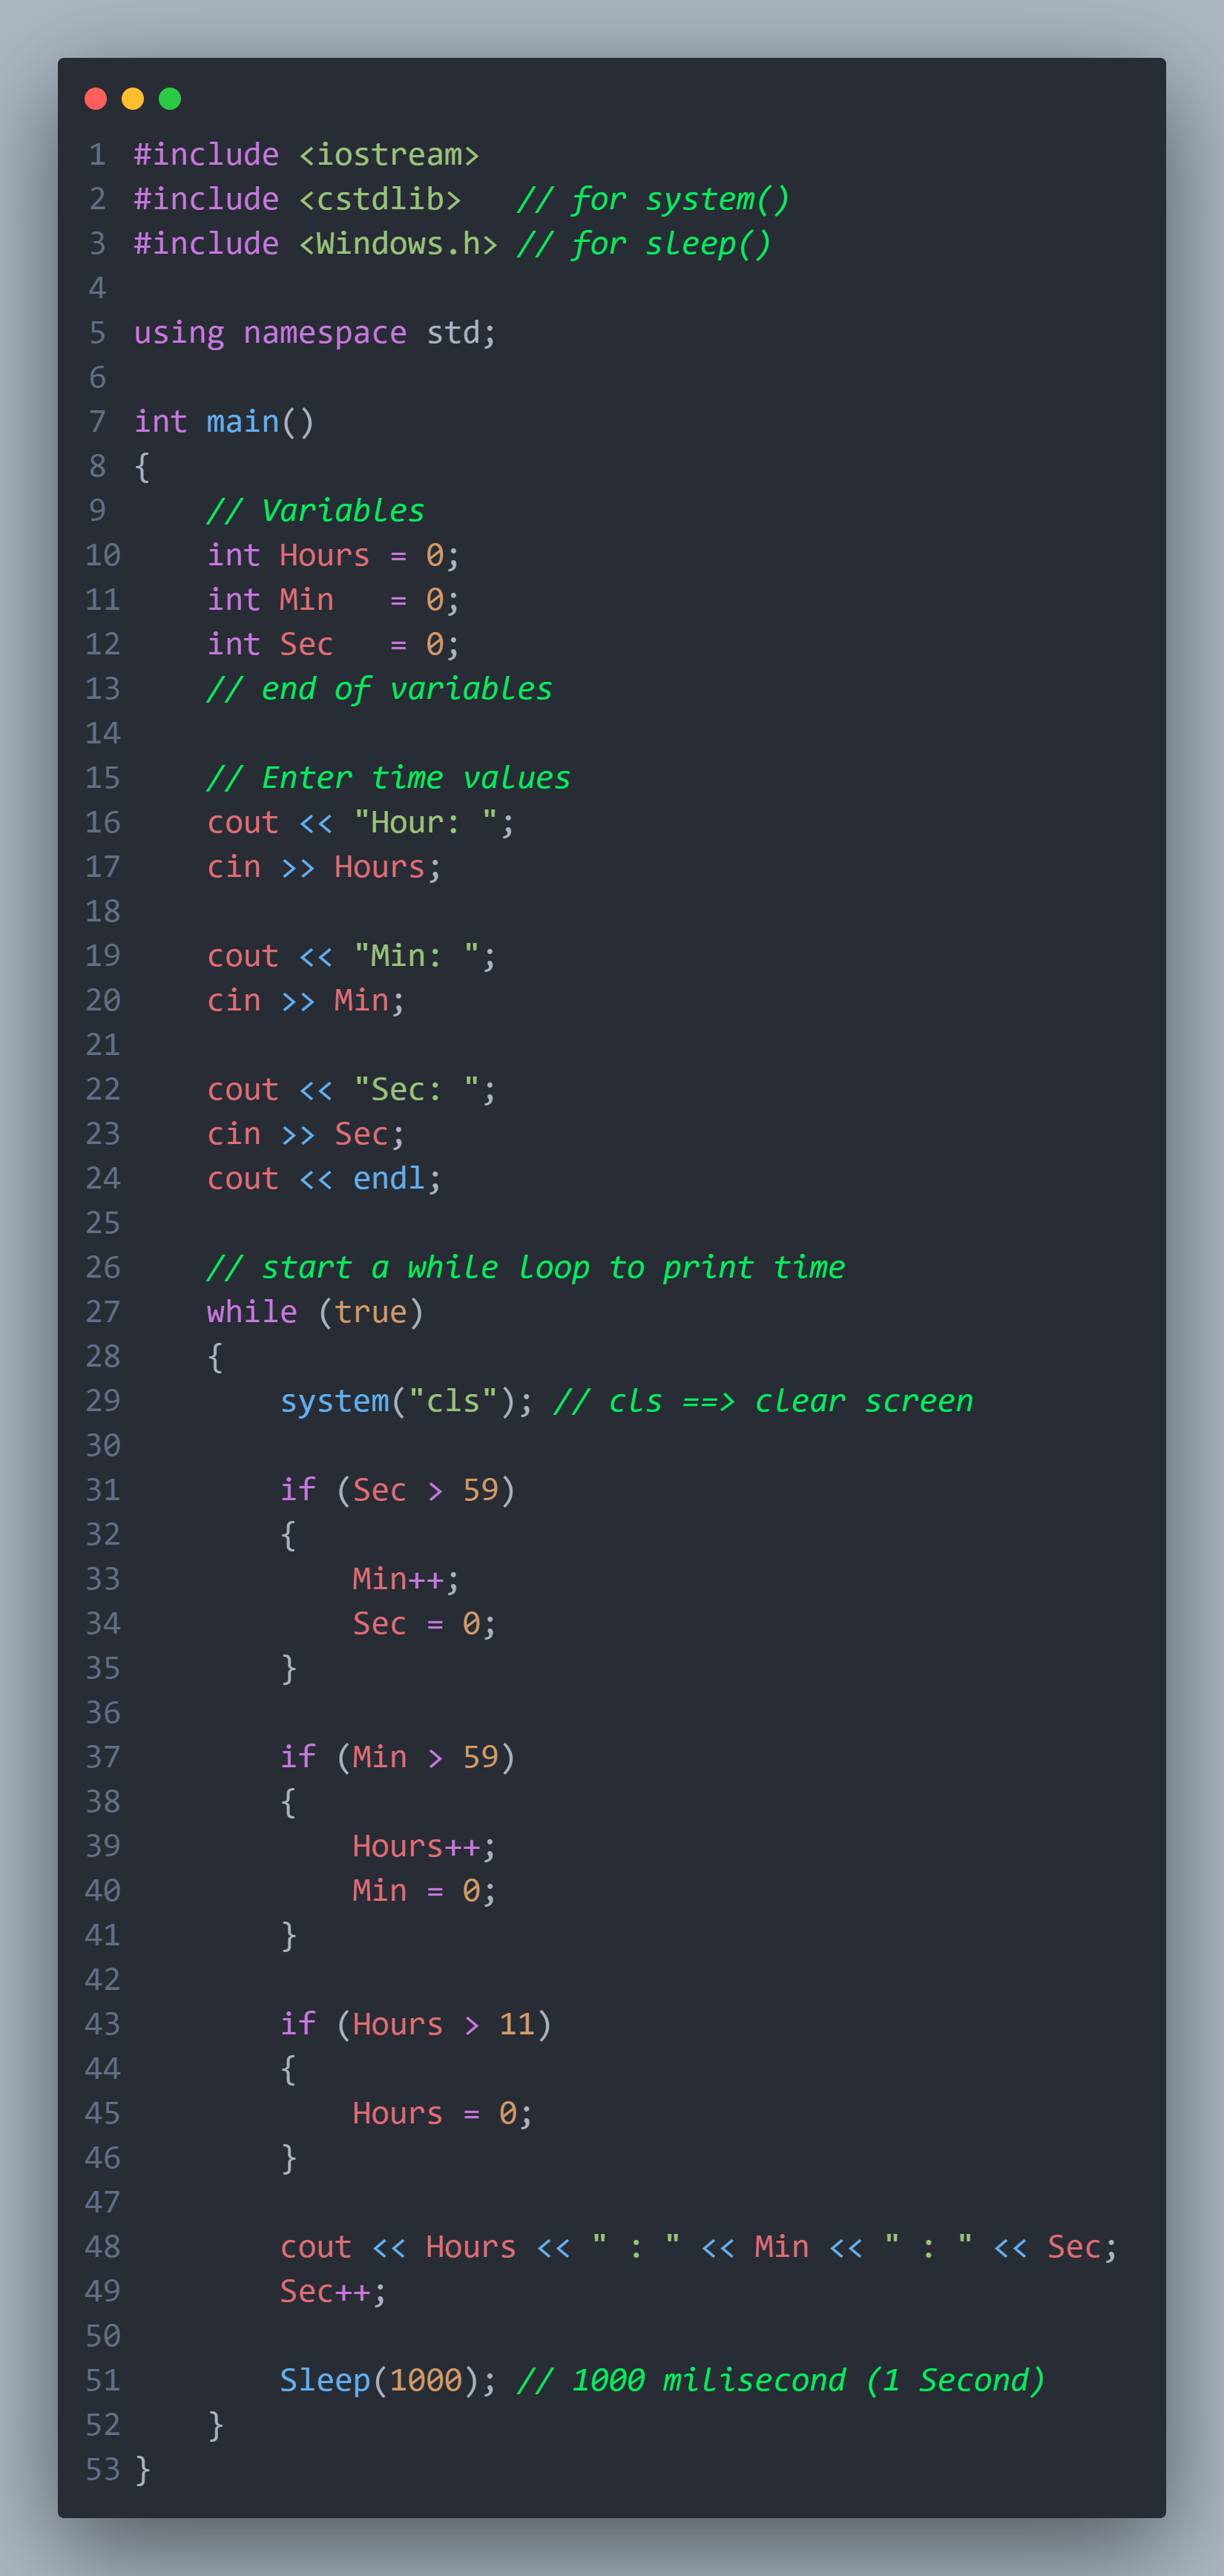 1 #include <iostream>
2 #include <cstdlib>   // for system()
3 #include <Windows.h> // for sleep()
4
5 using namespace std;
6
7 int main()
8 {
9     // Variables
10     int Hours = 0;
11     int Min   = 0;
12     int Sec   = 0;
13     // end of variables
14
15     // Enter time values
16     cout << "Hour: ";
17     cin >> Hours;
18
19     cout << "Min: ";
20     cin >> Min;
21
22     cout << "Sec: ";
23     cin >> Sec;
24     cout << endl;
25
26     // start a while loop to print time
27     while (true)
28     {
29         system("cls"); // cls ==> clear screen
30
31         if (Sec > 59)
32         {
33             Min++;
34             Sec = 0;
35         }
36
37         if (Min > 59)
38         {
39             Hours++;
40             Min = 0;
41         }
42
43         if (Hours > 11)
44         {
45             Hours = 0;
46         }
47
48         cout << Hours << " : " << Min << " : " << Sec;
49         Sec++;
50
51         Sleep(1000); // 1000 milisecond (1 Second)
52     }
53 }